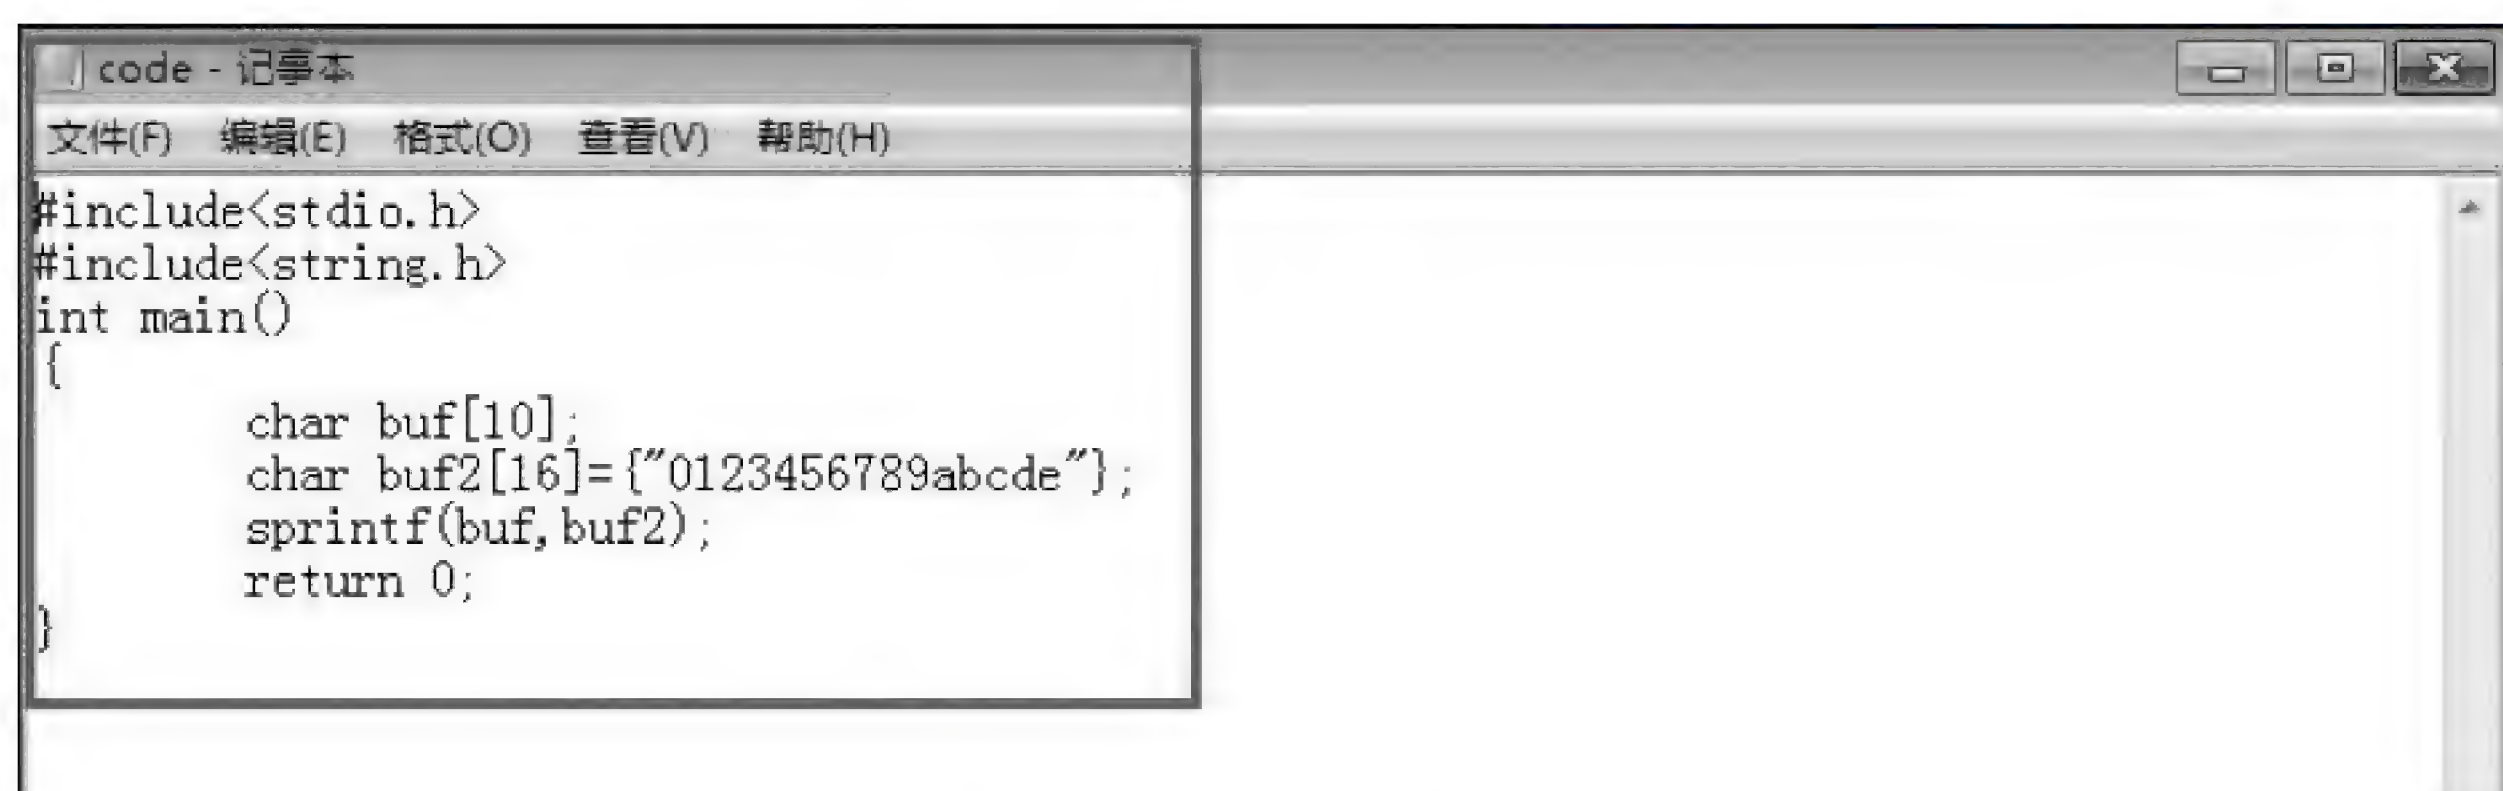 code - 记事本
文件(F) 编辑(E) 格式(O) 查看(V) 帮助(H)
#include<stdio.h>
#include<string.h>
int main()
{
char buf[10];
char buf2[16]={"0123456789abcde"};
sprintf(buf,buf2);
return 0;
}